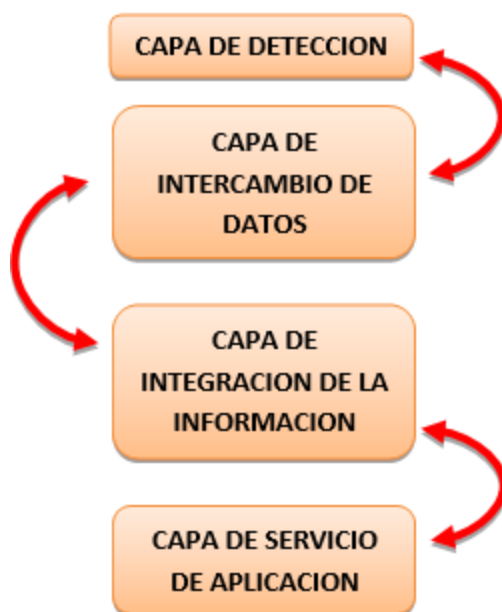 CAPA DE DETECCION
CAPA DE
INTERCAMBIO DE
DATOS
CAPA DE
INTEGRACION DE LA
INFORMACION
CAPA DE SERVICIO
DE APLICACION